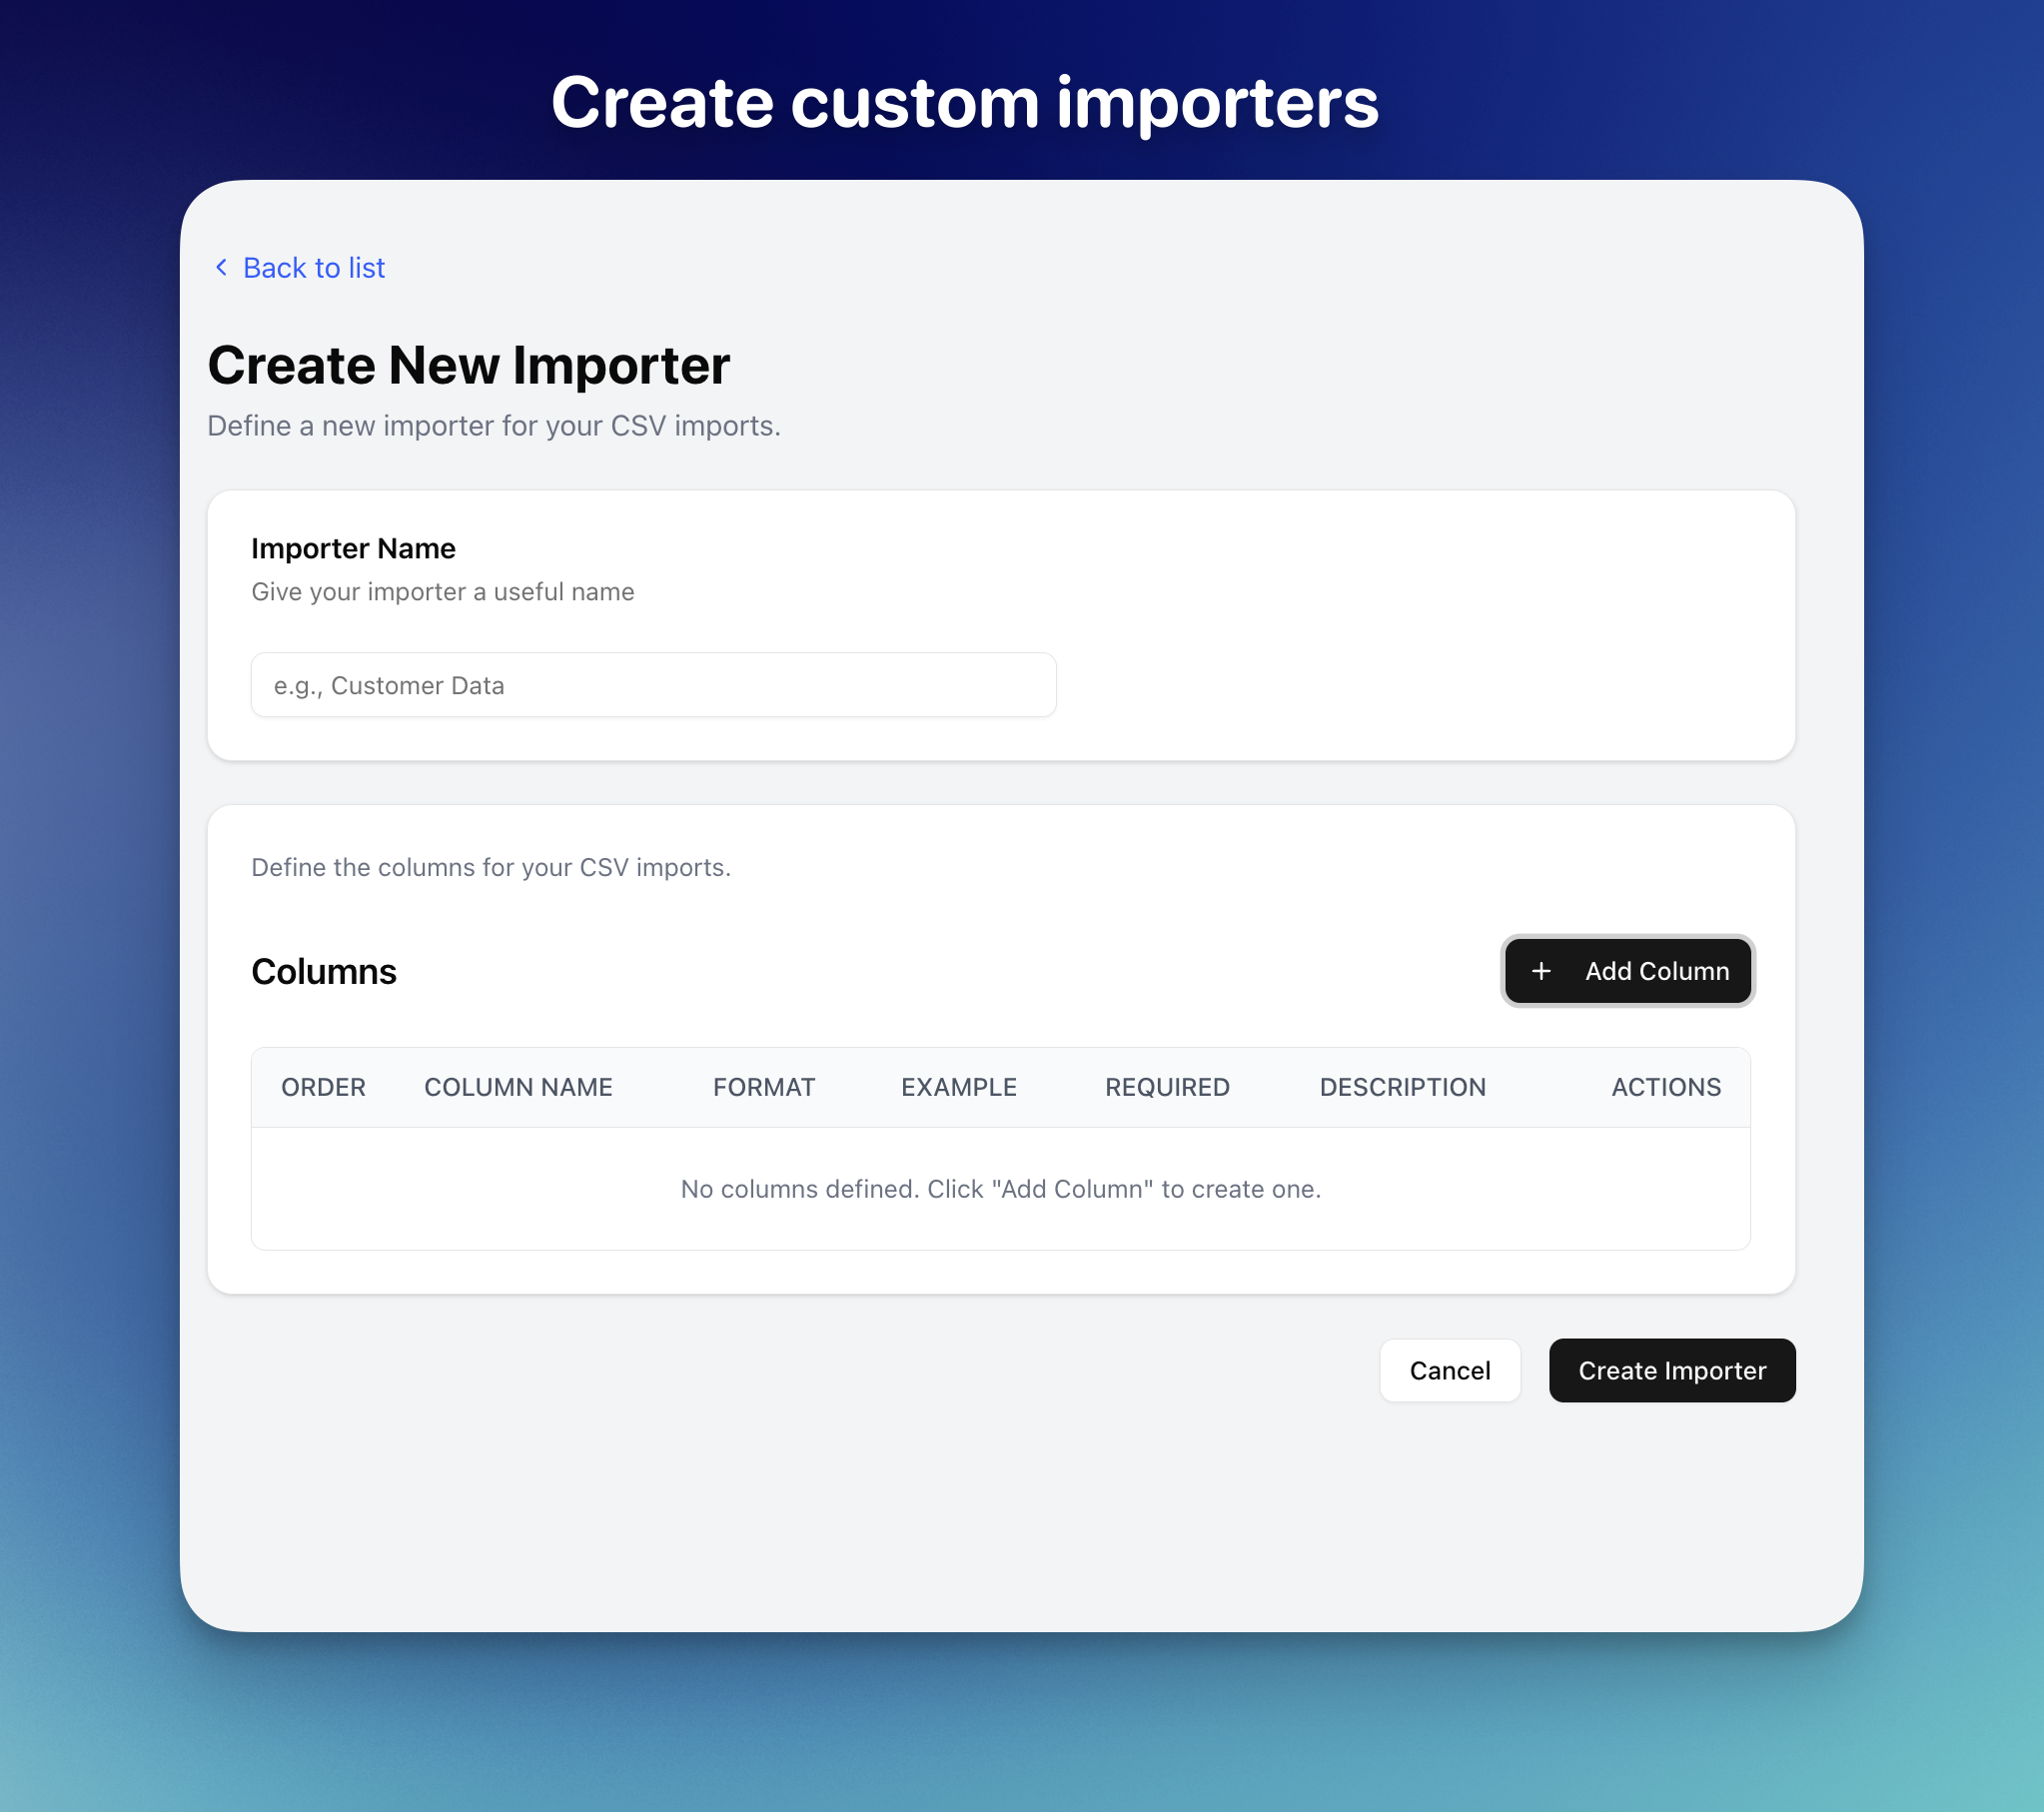 Create custom importers
Back to list
Create New Importer
Define a new importer for your CSV imports.
Importer Name
Give your importer a useful name
e.g., Customer Data
Define the columns for your CSV imports.
Columns
+ Add Column
ORDER COLUMN NAME FORMAT EXAMPLE REQUIRED DESCRIPTION ACTIONS
No columns defined. Click "Add Column" to create one.
Cancel Create Importer